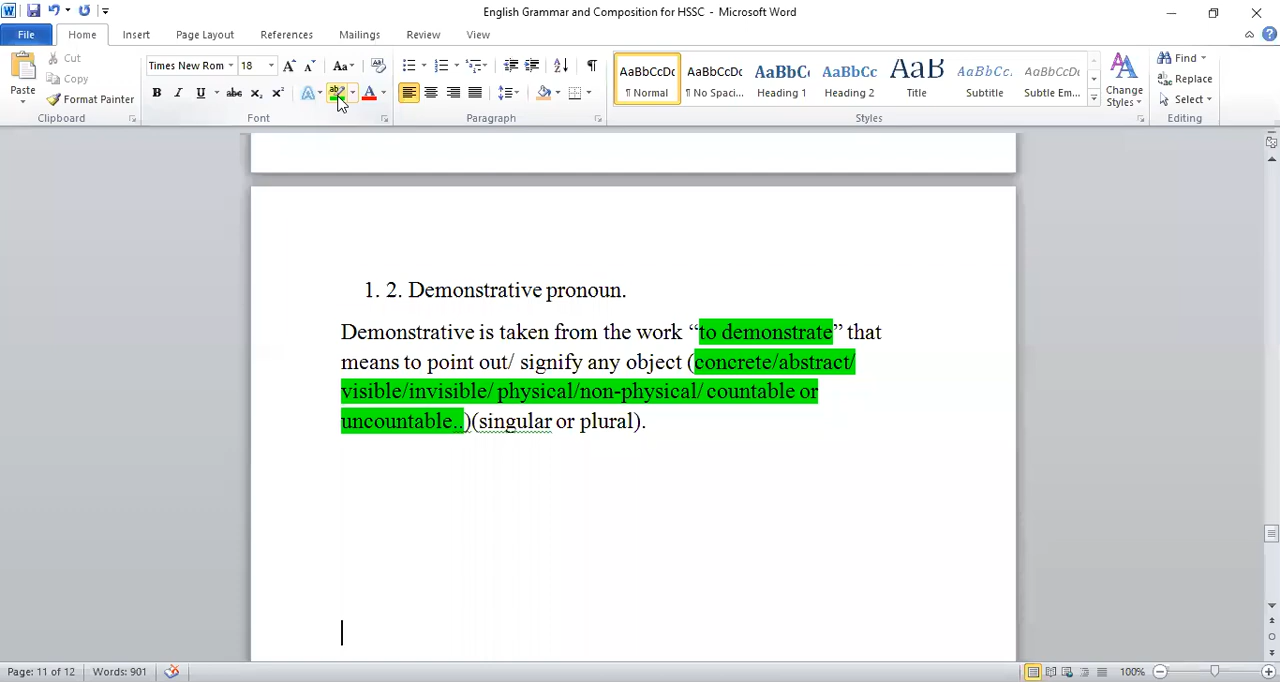 English Grammar and Composition for HSSC - Microsoft Word
File Home Insert Page Layout References Mailings Review View
Paste
Cut
Copy
Format Painter
Clipboard
Times New Rom 18
Font
Paragraph
AaBbCcDc AaBbCcDc AaBbCc AaBbCc AaB AaBbCc. AaBbCcDc
¶ Normal ¶ No Spaci... Heading 1 Heading 2 Title Subtitle Subtle Em...
Change Styles
Styles
Find
Replace
Select
Editing
1. 2. Demonstrative pronoun.
Demonstrative is taken from the work “to demonstrate” that
means to point out/ signify any object (concrete/abstract/
visible/invisible/ physical/non-physical/ countable or
uncountable..)(singular or plural).
Page: 11 of 12 Words: 901 100%